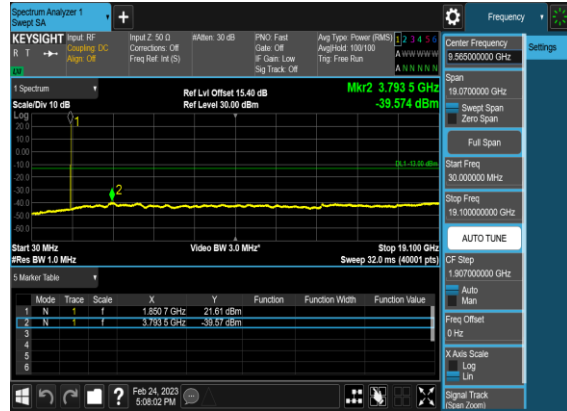 Spectrum Analyzer 1
Swept SA
+
Frequency
KEYSIGHT
R T
Input: RF
Coupling: DC
Align: Off
Input Z: 50 Ω
Corrections: Off
Freq Ref: Int (S)
#Atten: 30 dB
PNO: Fast
Gate: Off
IF Gain: Low
Sig Track: Off
Avg Type: Power (RMS)
Avg|Hold: 100/100
Trig: Free Run
1 2 3 4 5 6
A W W W W W
A N N N N N
Settings
Center Frequency
9.565000000 GHz
Span
19.0700000 GHz
Swept Span
Zero Span
Full Span
Start Freq
30.000000 MHz
Stop Freq
19.100000000 GHz
AUTO TUNE
CF Step
1.907000000 GHz
Auto
Man
Freq Offset
0 Hz
X Axis Scale
Log
Lin
Signal Track
(Span Zoom)
1 Spectrum
Scale/Div 10 dB
Log
Ref Lvl Offset 15.40 dB
Ref Level 30.00 dBm
Mkr2 3.793 5 GHz
-39.574 dBm
20.0
10.0
0.00
-10.0
-20.0
-30.0
-40.0
-50.0
-60.0
1
2
DL1 -13.00 dBm
Start 30 MHz
#Res BW 1.0 MHz
Video BW 3.0 MHz*
Stop 19.100 GHz
Sweep 32.0 ms (40001 pts)
5 Marker Table
Mode Trace Scale X Y Function Function Width Function Value
1 N 1 f 1.850 7 GHz 21.61 dBm
2 N 1 f 3.793 5 GHz -39.57 dBm
3
4
5
6
?
Feb 24, 2023
5:08:02 PM